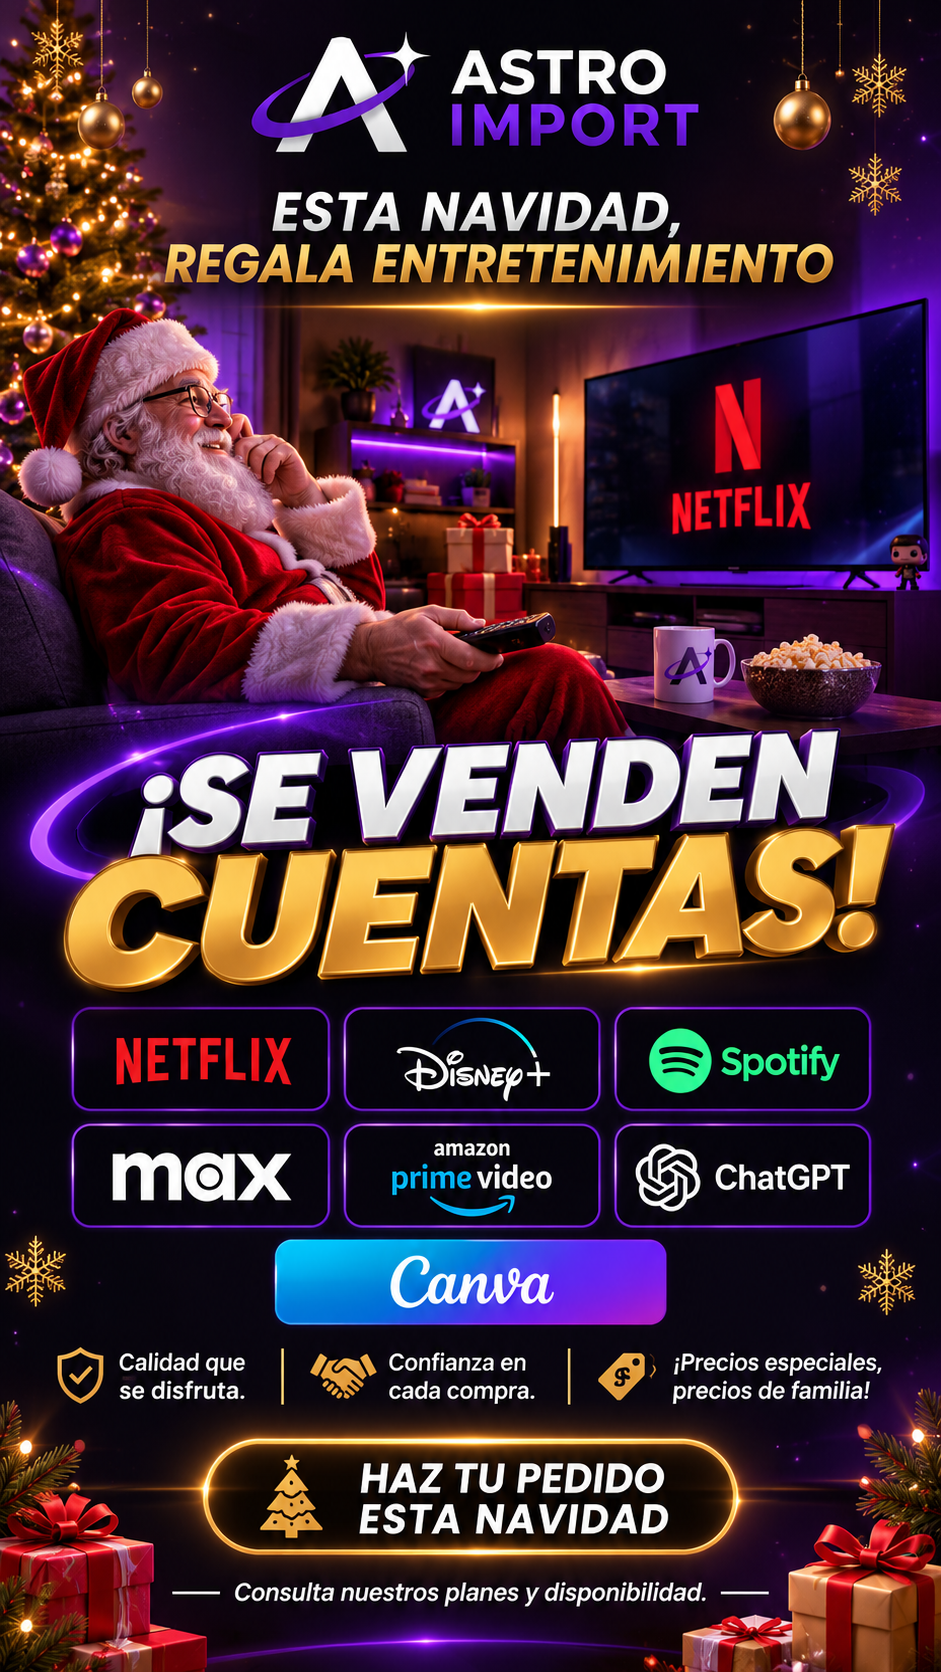 ASTRO
IMPORT
ESTA NAVIDAD,
REGALA ENTRETENIMIENTO
NETFLIX
¡SE VENDEN
CUENTAS!
NETFLIX
Disney+
Spotify
max
amazon
prime video
ChatGPT
Canva
Calidad que
se disfruta.
Confianza en
cada compra.
¡Precios especiales,
precios de familia!
HAZ TU PEDIDO
ESTA NAVIDAD
Consulta nuestros planes y disponibilidad.